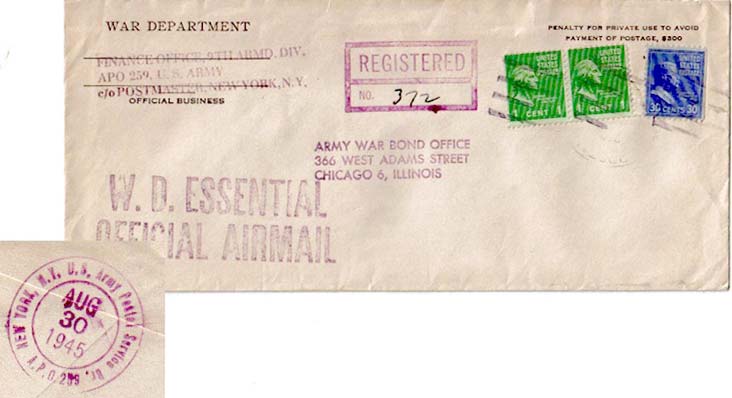 WAR DEPARTMENT
FINANCE OFFICE, 9TH ARMD. DIV.
APO 259, U.S. ARMY
c/o POSTMASTER, NEW YORK, N.Y.
OFFICIAL BUSINESS
PENALTY FOR PRIVATE USE TO AVOID
PAYMENT OF POSTAGE, $300
REGISTERED
NO. 372
UNITED
STATES
POSTAGE
1 CENT 1
UNITED
STATES
POSTAGE
1 CENT 1
UNITED
STATES
POSTAGE
30 CENTS 30
ARMY WAR BOND OFFICE
366 WEST ADAMS STREET
CHICAGO 6, ILLINOIS
W. D. ESSENTIAL
OFFICIAL AIRMAIL
NEW YORK, N.Y. U.S. Army Postal Service
A.P.O. 259 Br.
AUG
30
1945